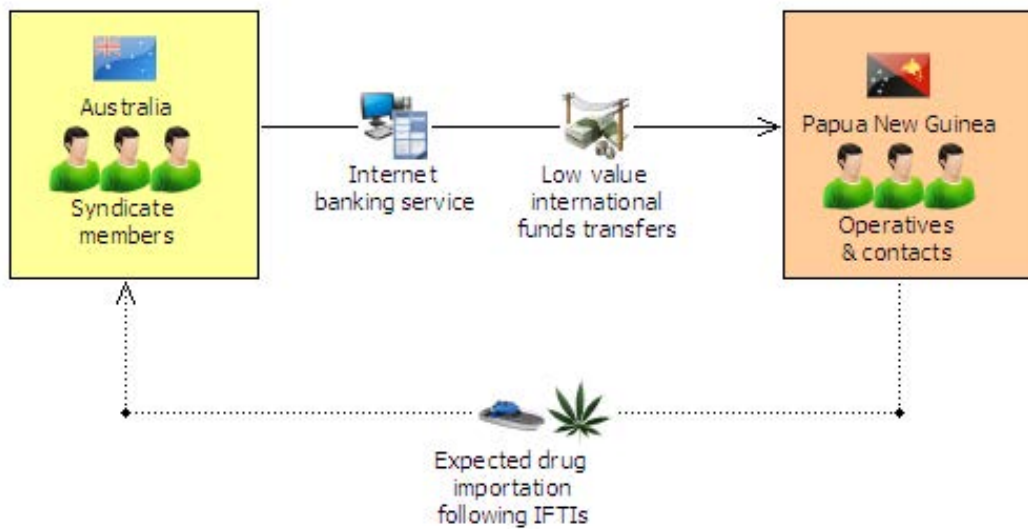 Australia
Syndicate
members
Internet
banking service
Low value
international
funds transfers
Papua New Guinea
Operatives
& contacts
Expected drug
importation
following IFTIs